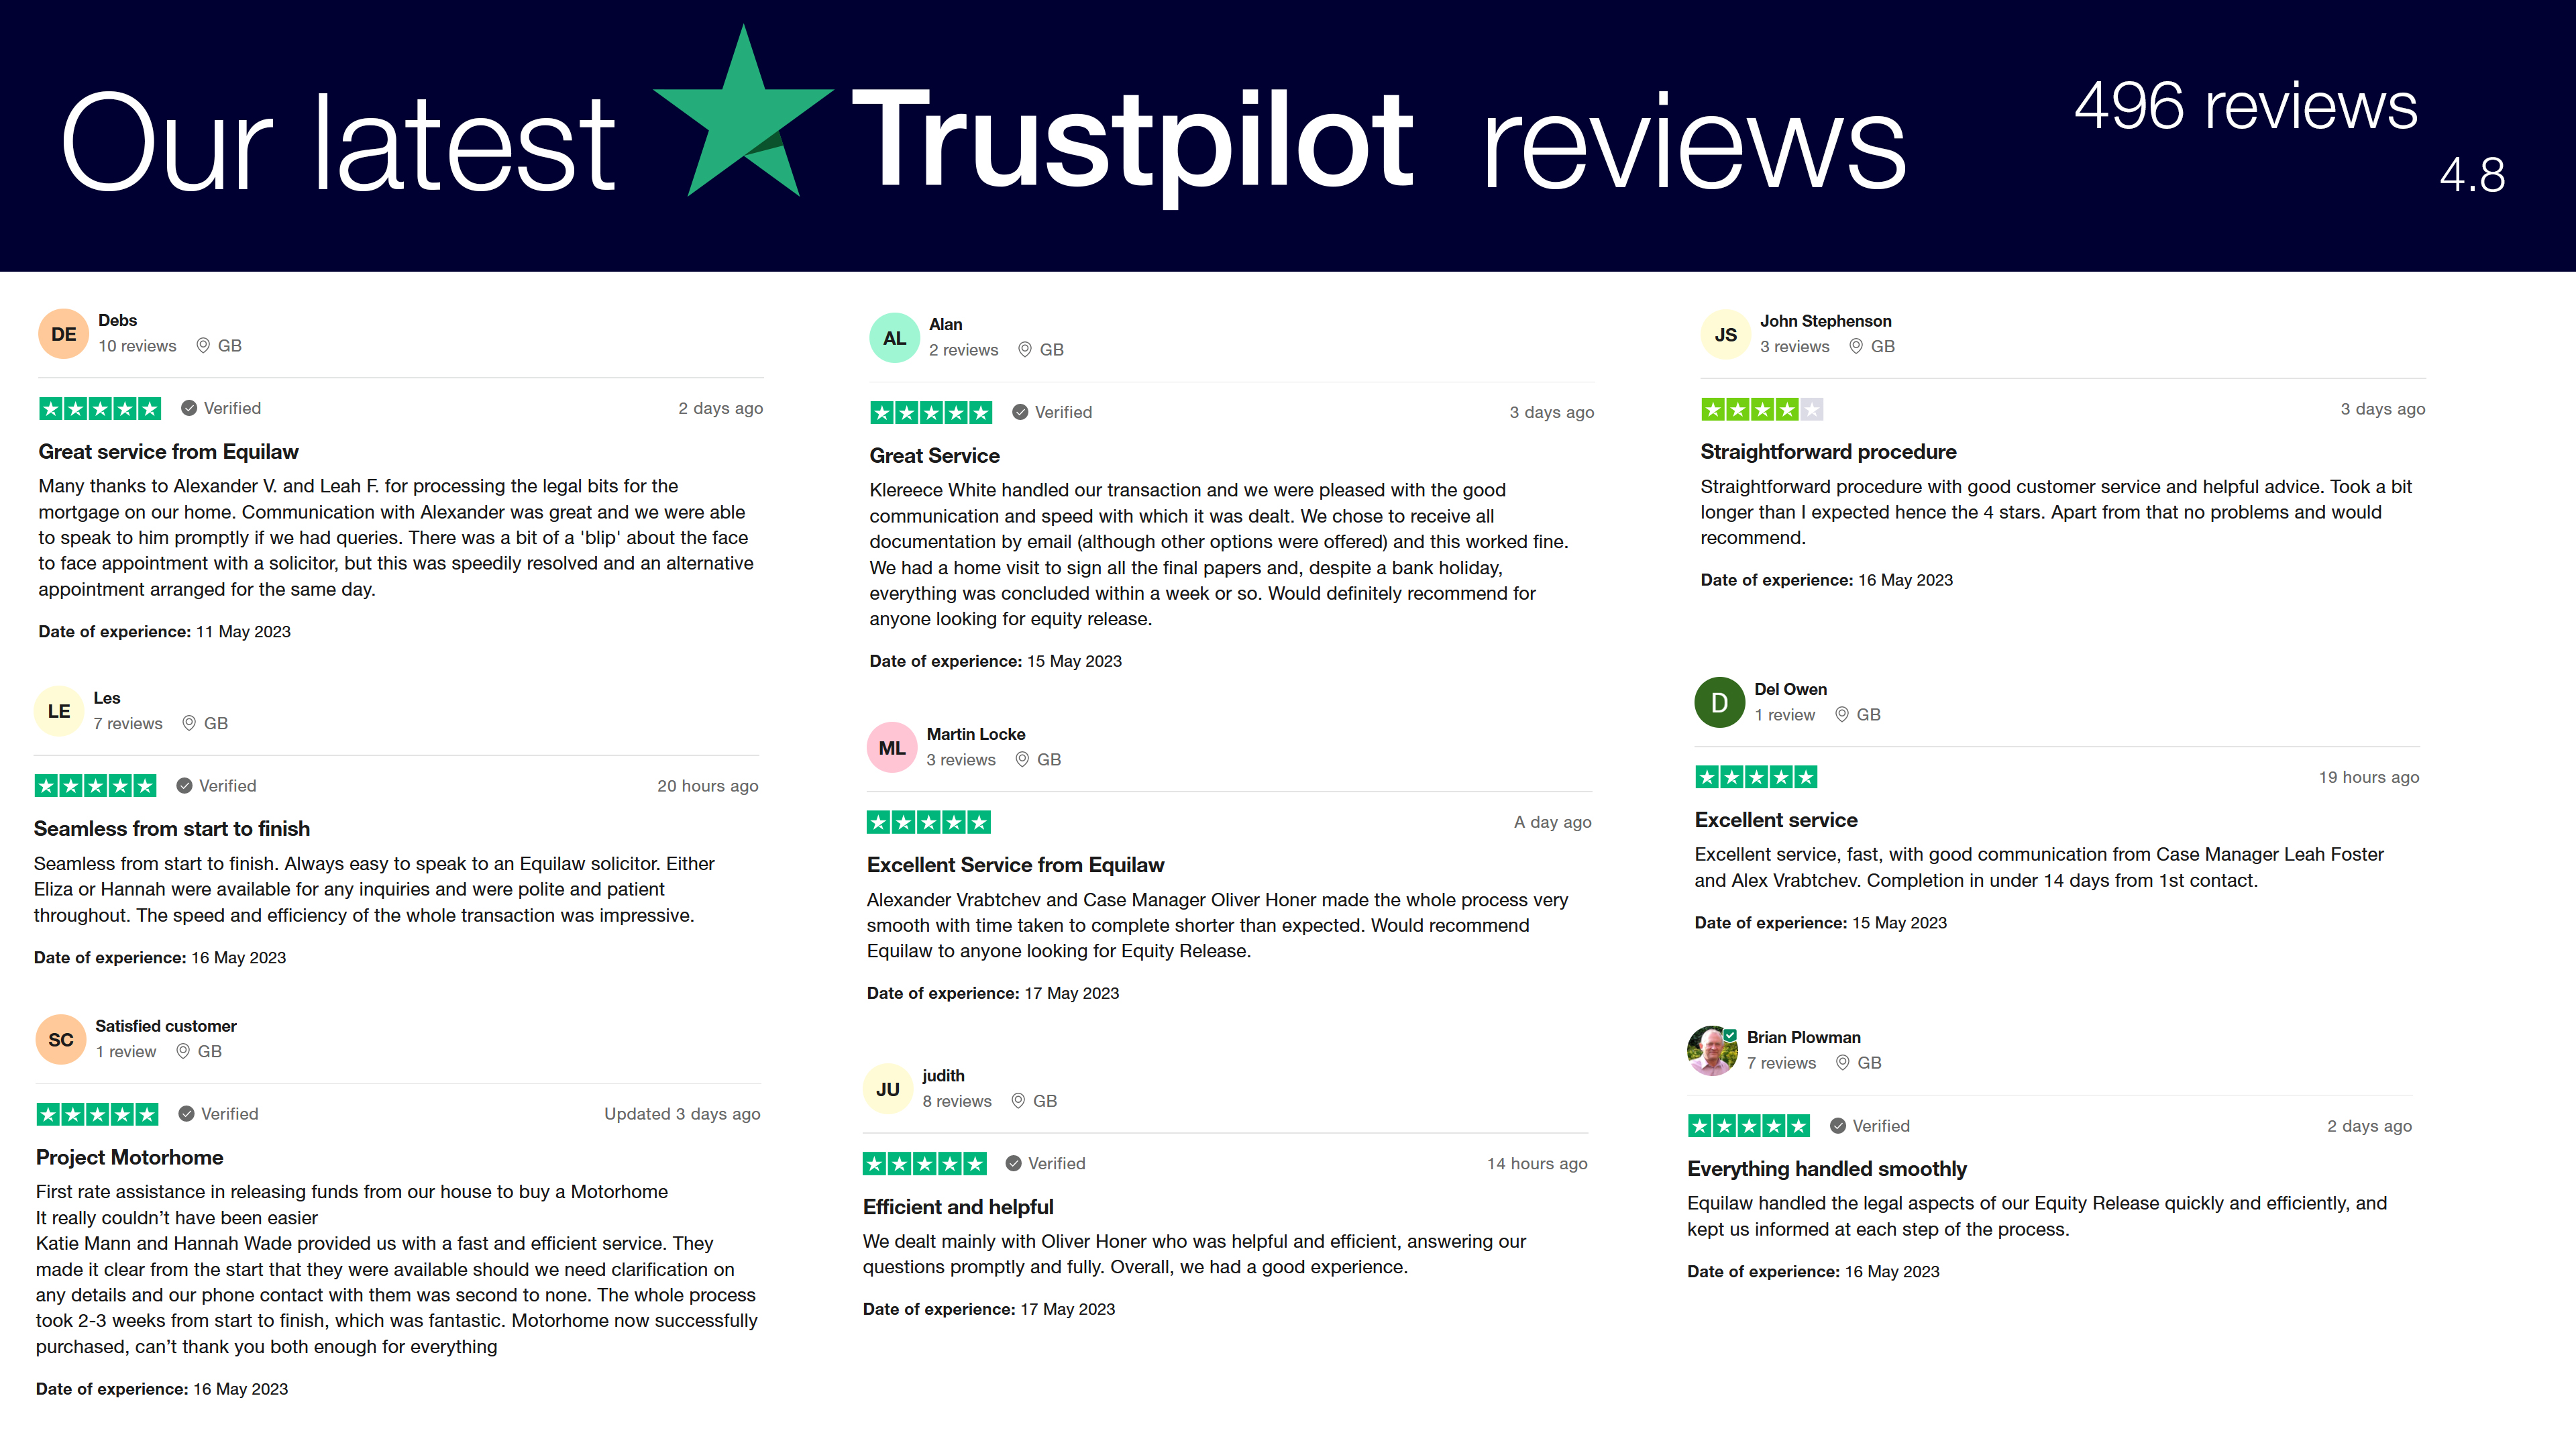 Our latest Trustpilot reviews
496 reviews
4.8
DE
Debs
10 reviews GB
Verified 2 days ago
Great service from Equilaw
Many thanks to Alexander V. and Leah F. for processing the legal bits for the
mortgage on our home. Communication with Alexander was great and we were able
to speak to him promptly if we had queries. There was a bit of a 'blip' about the face
to face appointment with a solicitor, but this was speedily resolved and an alternative
appointment arranged for the same day.
Date of experience: 11 May 2023
LE
Les
7 reviews GB
Verified 20 hours ago
Seamless from start to finish
Seamless from start to finish. Always easy to speak to an Equilaw solicitor. Either
Eliza or Hannah were available for any inquiries and were polite and patient
throughout. The speed and efficiency of the whole transaction was impressive.
Date of experience: 16 May 2023
SC
Satisfied customer
1 review GB
Verified Updated 3 days ago
Project Motorhome
First rate assistance in releasing funds from our house to buy a Motorhome
It really couldn’t have been easier
Katie Mann and Hannah Wade provided us with a fast and efficient service. They
made it clear from the start that they were available should we need clarification on
any details and our phone contact with them was second to none. The whole process
took 2-3 weeks from start to finish, which was fantastic. Motorhome now successfully
purchased, can’t thank you both enough for everything
Date of experience: 16 May 2023
AL
Alan
2 reviews GB
Verified 3 days ago
Great Service
Klereece White handled our transaction and we were pleased with the good
communication and speed with which it was dealt. We chose to receive all
documentation by email (although other options were offered) and this worked fine.
We had a home visit to sign all the final papers and, despite a bank holiday,
everything was concluded within a week or so. Would definitely recommend for
anyone looking for equity release.
Date of experience: 15 May 2023
ML
Martin Locke
3 reviews GB
A day ago
Excellent Service from Equilaw
Alexander Vrabtchev and Case Manager Oliver Honer made the whole process very
smooth with time taken to complete shorter than expected. Would recommend
Equilaw to anyone looking for Equity Release.
Date of experience: 17 May 2023
JU
judith
8 reviews GB
Verified 14 hours ago
Efficient and helpful
We dealt mainly with Oliver Honer who was helpful and efficient, answering our
questions promptly and fully. Overall, we had a good experience.
Date of experience: 17 May 2023
JS
John Stephenson
3 reviews GB
3 days ago
Straightforward procedure
Straightforward procedure with good customer service and helpful advice. Took a bit
longer than I expected hence the 4 stars. Apart from that no problems and would
recommend.
Date of experience: 16 May 2023
D
Del Owen
1 review GB
19 hours ago
Excellent service
Excellent service, fast, with good communication from Case Manager Leah Foster
and Alex Vrabtchev. Completion in under 14 days from 1st contact.
Date of experience: 15 May 2023
Brian Plowman
7 reviews GB
Verified 2 days ago
Everything handled smoothly
Equilaw handled the legal aspects of our Equity Release quickly and efficiently, and
kept us informed at each step of the process.
Date of experience: 16 May 2023